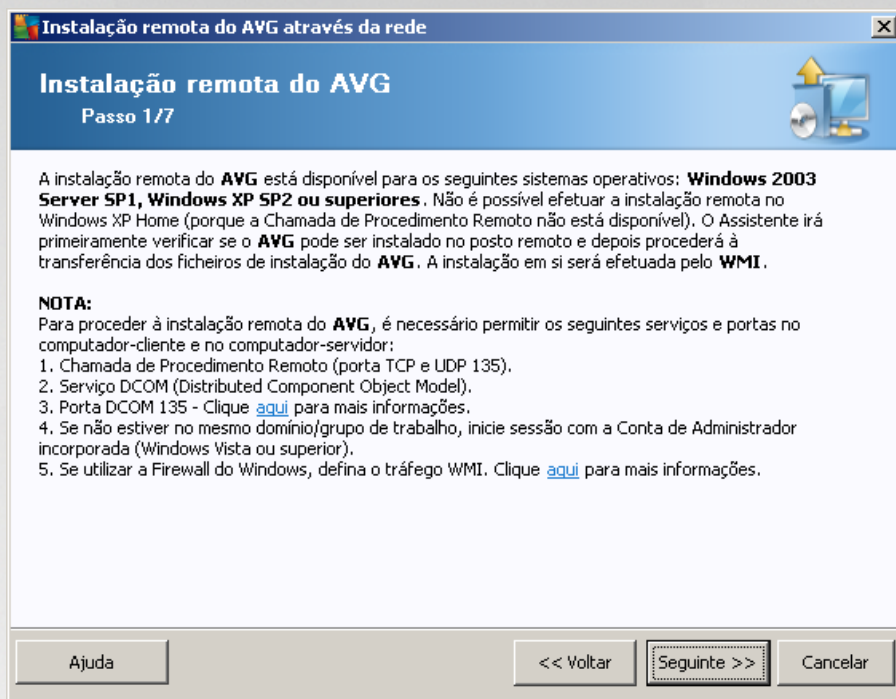 Instalação remota do AVG através da rede
Instalação remota do AVG
Passo 1/7
A instalação remota do AVG está disponível para os seguintes sistemas operativos: Windows 2003
Server SP1, Windows XP SP2 ou superiores. Não é possível efetuar a instalação remota no
Windows XP Home (porque a Chamada de Procedimento Remoto não está disponível). O Assistente irá
primeiramente verificar se o AVG pode ser instalado no posto remoto e depois procederá à
transferência dos ficheiros de instalação do AVG. A instalação em si será efetuada pelo WMI.
NOTA:
Para proceder à instalação remota do AVG, é necessário permitir os seguintes serviços e portas no
computador-cliente e no computador-servidor:
1. Chamada de Procedimento Remoto (porta TCP e UDP 135).
2. Serviço DCOM (Distributed Component Object Model).
3. Porta DCOM 135 - Clique aqui para mais informações.
4. Se não estiver no mesmo domínio/grupo de trabalho, inicie sessão com a Conta de Administrador
incorporada (Windows Vista ou superior).
5. Se utilizar a Firewall do Windows, defina o tráfego WMI. Clique aqui para mais informações.
Ajuda
<< Voltar
Seguinte >>
Cancelar